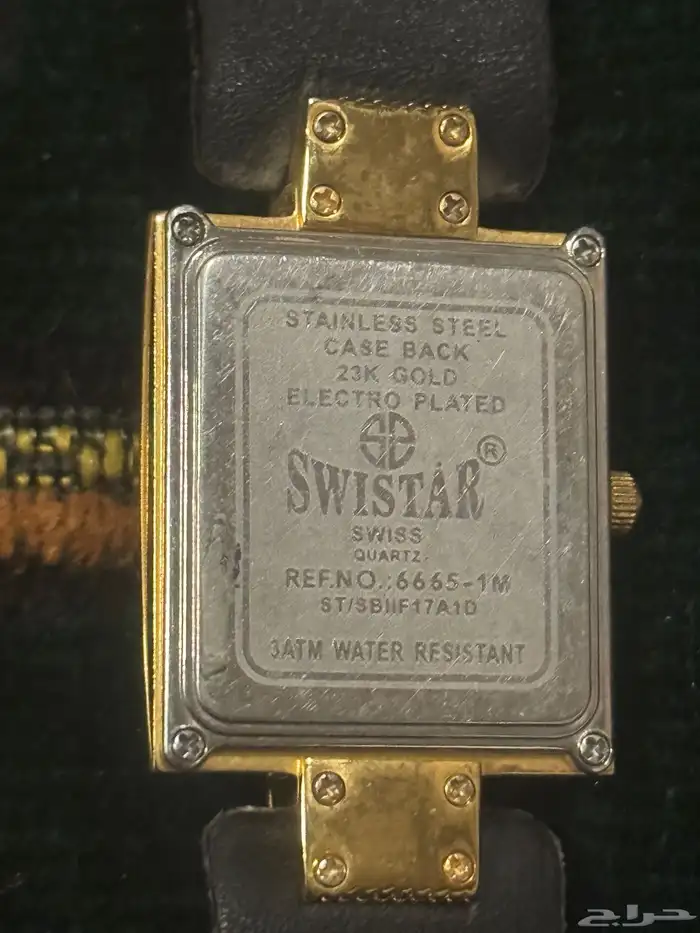 STAINLESS STEEL
CASE BACK
23K GOLD
ELECTRO PLATED
SWISTAR ®
SWISS
QUARTZ
REF.NO.:6665-1M
ST/SBIIF17A1D
3ATM WATER RESISTANT
حراج